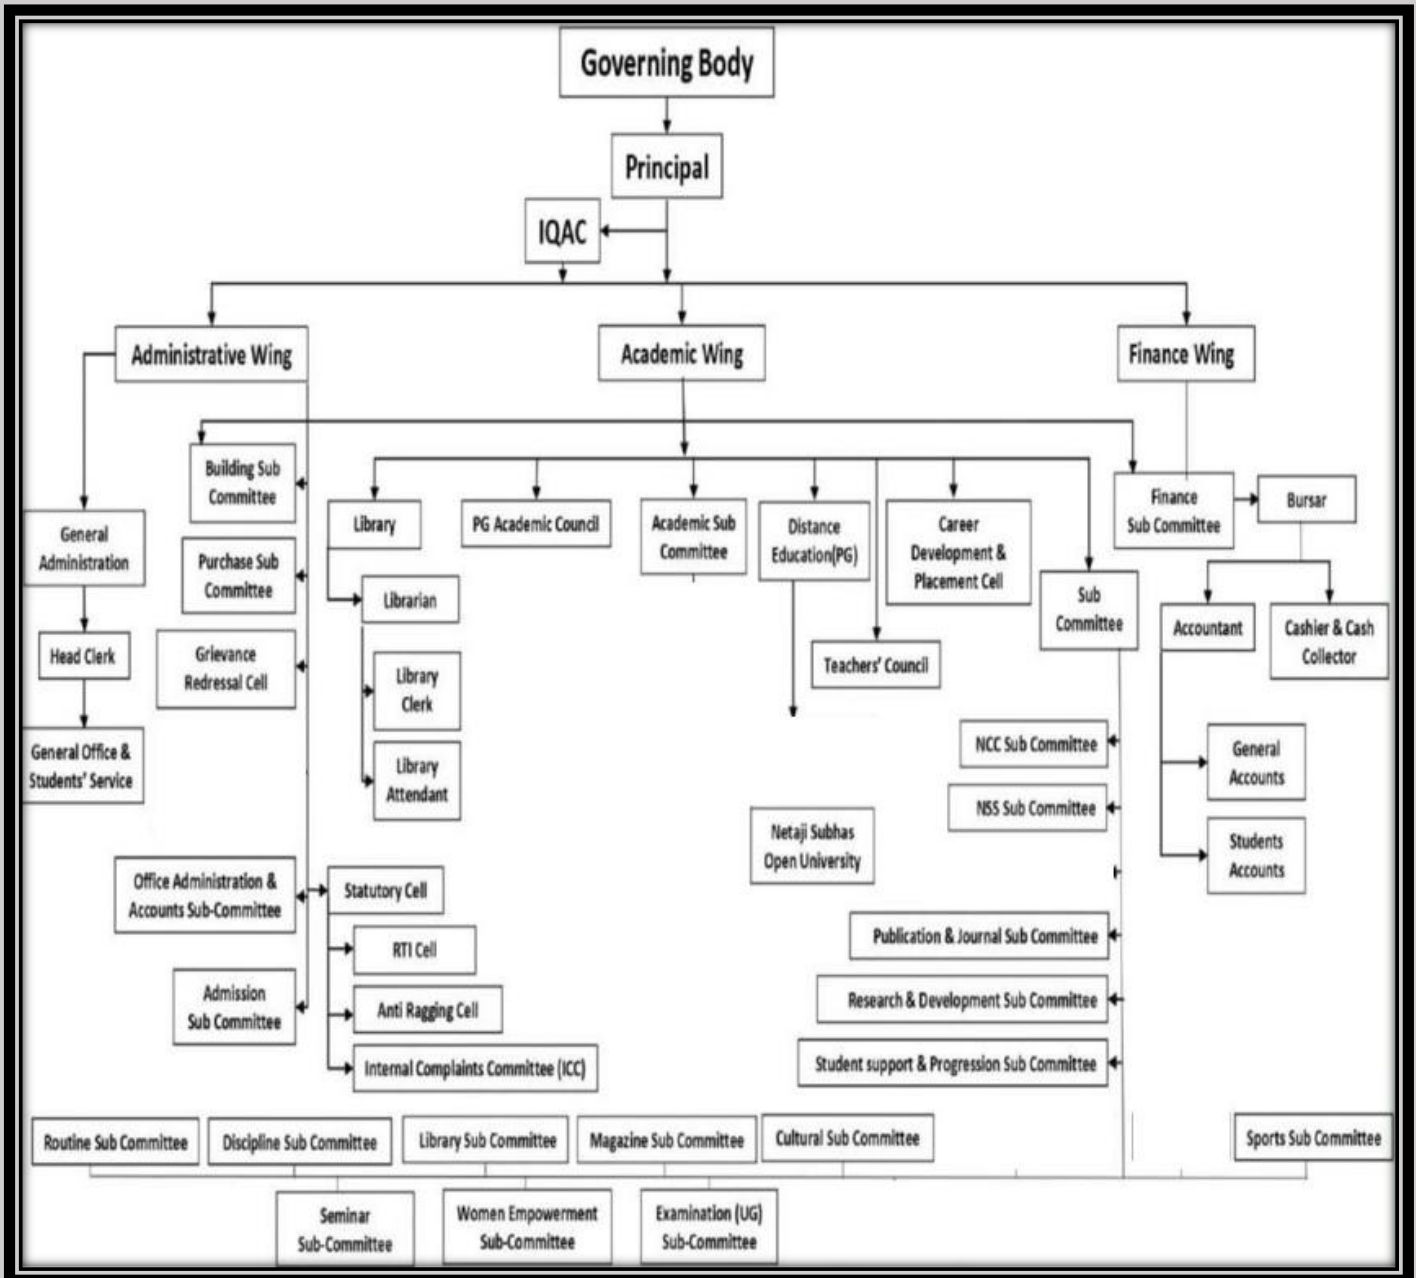 Governing Body
Principal
IQAC
Administrative Wing
Academic Wing
Finance Wing
Building Sub
Committee
General
Administration
Purchase Sub
Committee
Head Clerk
Grievance
Redressal Cell
General Office &
Students' Service
Library
Librarian
Library
Clerk
Library
Attendant
PG Academic Council
Academic Sub
Committee
Distance
Education(PG)
Career
Development &
Placement Cell
Teachers' Council
Sub
Committee
Finance
Sub Committee
Bursar
Accountant
Cashier & Cash
Collector
General
Accounts
Students
Accounts
NCC Sub Committee
NSS Sub Committee
Netaji Subhas
Open University
Publication & Journal Sub Committee
Research & Development Sub Committee
Student support & Progression Sub Committee
Office Administration &
Accounts Sub-Committee
Statutory Cell
RTI Cell
Anti Ragging Cell
Internal Complaints Committee (ICC)
Admission
Sub Committee
Routine Sub Committee
Discipline Sub Committee
Library Sub Committee
Magazine Sub Committee
Cultural Sub Committee
Sports Sub Committee
Seminar
Sub-Committee
Women Empowerment
Sub-Committee
Examination (UG)
Sub-Committee